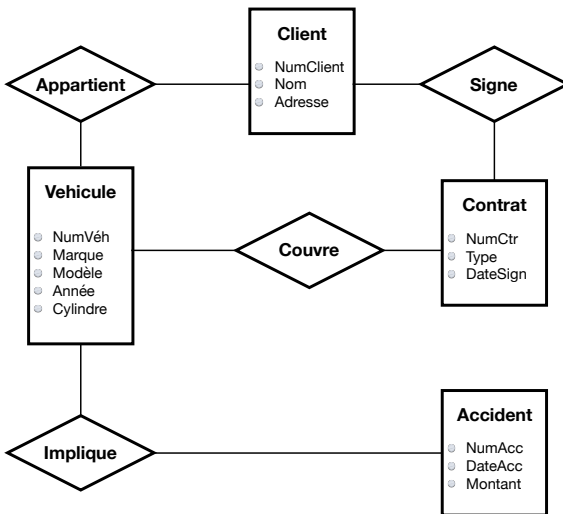 Client
NumClient
Nom
Adresse
Appartient
Signe
Vehicule
NumVéh
Marque
Modèle
Année
Cylindre
Couvre
Contrat
NumCtr
Type
DateSign
Implique
Accident
NumAcc
DateAcc
Montant